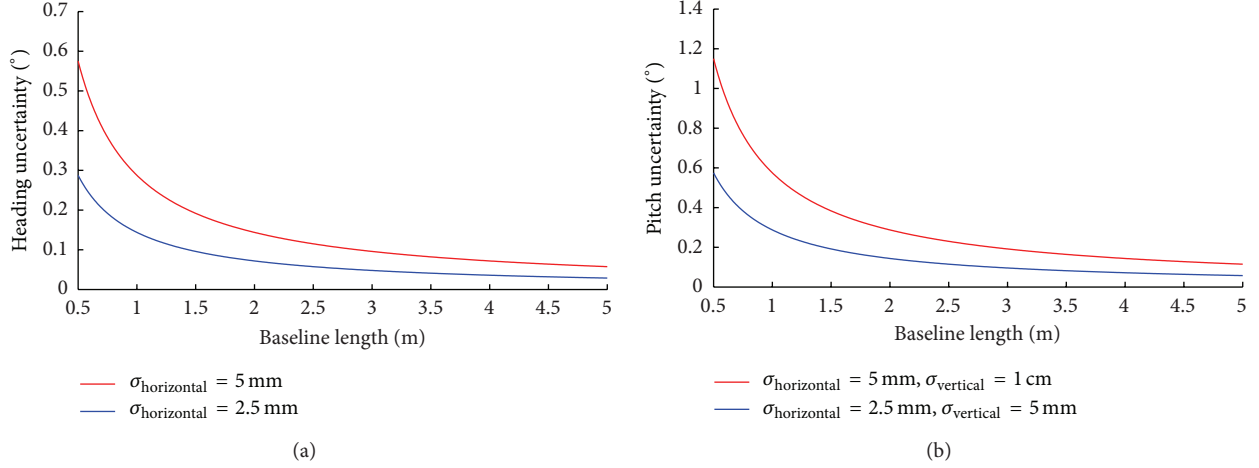 0.7
0.6
0.5
0.4
0.3
0.2
0.1
0
Heading uncertainty (°)
0.5 1 1.5 2 2.5 3 3.5 4 4.5 5
Baseline length (m)
σhorizontal = 5 mm
σhorizontal = 2.5 mm
(a)
1.4
1.2
1
0.8
0.6
0.4
0.2
0
Pitch uncertainty (°)
0.5 1 1.5 2 2.5 3 3.5 4 4.5 5
Baseline length (m)
σhorizontal = 5 mm, σvertical = 1 cm
σhorizontal = 2.5 mm, σvertical = 5 mm
(b)